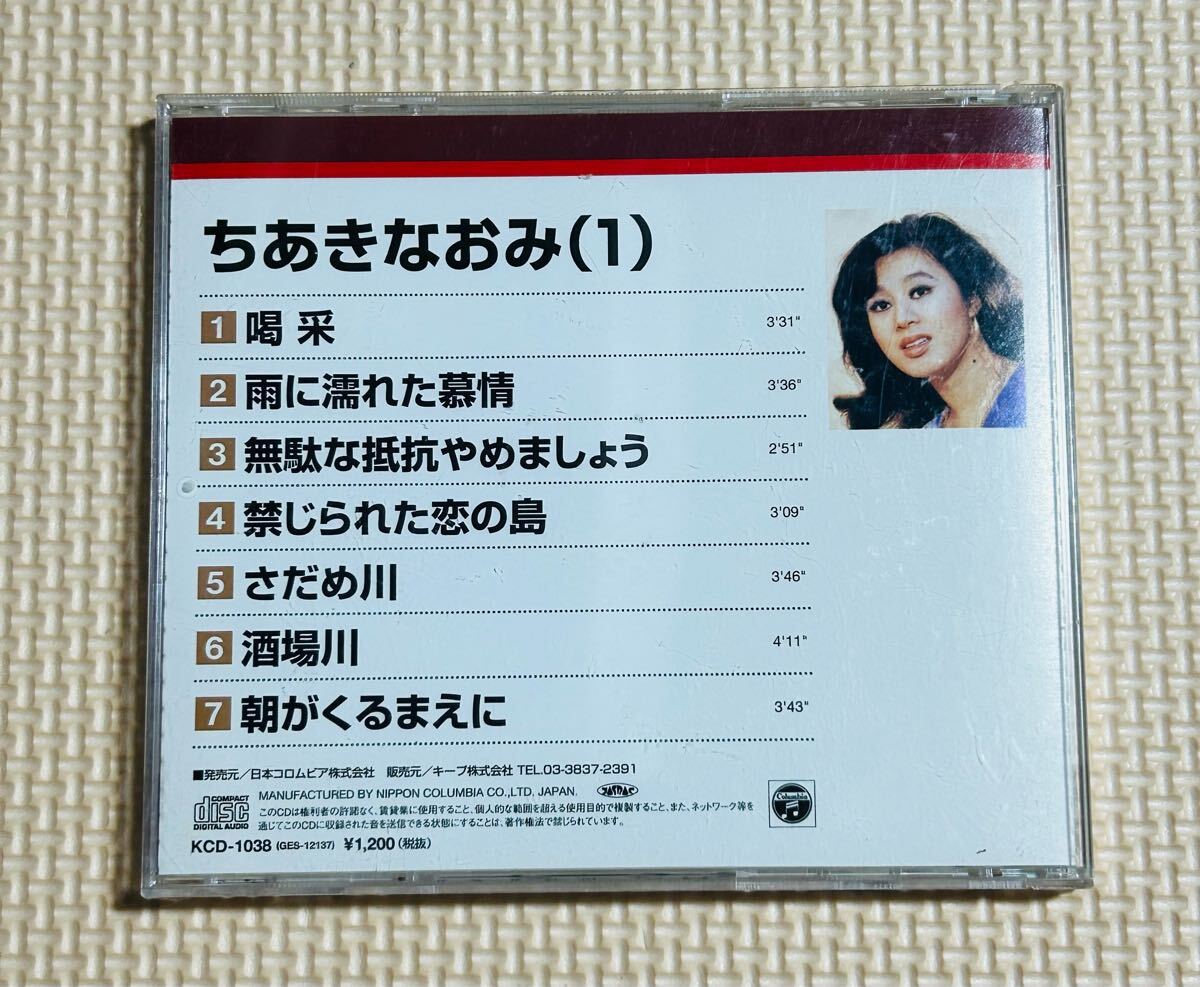 ちあきなおみ(1)
1 喝 采 3'31"
2 雨に濡れた慕情 3'36"
3 無駄な抵抗やめましょう 2'51"
4 禁じられた恋の島 3'09"
5 さだめ川 3'46"
6 酒場川 4'11"
7 朝がくるまえに 3'43"
■発売元/日本コロムビア株式会社 販売元/キープ株式会社 TEL.03-3837-2391
COMPACT
disc
DIGITAL AUDIO
MANUFACTURED BY NIPPON COLUMBIA CO.,LTD, JAPAN. JASRAC
このCDは権利者の許諾なく、賃貸業に使用すること、個人的な範囲を超える使用目的で複製すること、また、ネットワーク等を
通じてこのCDに収録された音を送信できる状態にすることは、著作権法で禁じられています。
Columbia
KCD-1038 (GES-12137) ¥1,200(税抜)